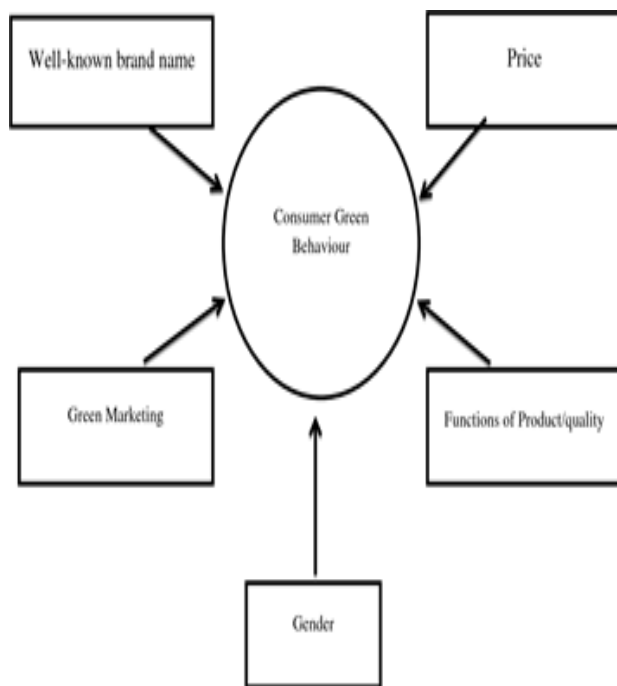 Well-known brand name
Price
Consumer Green
Behaviour
Green Marketing
Functions of Product/quality
Gender